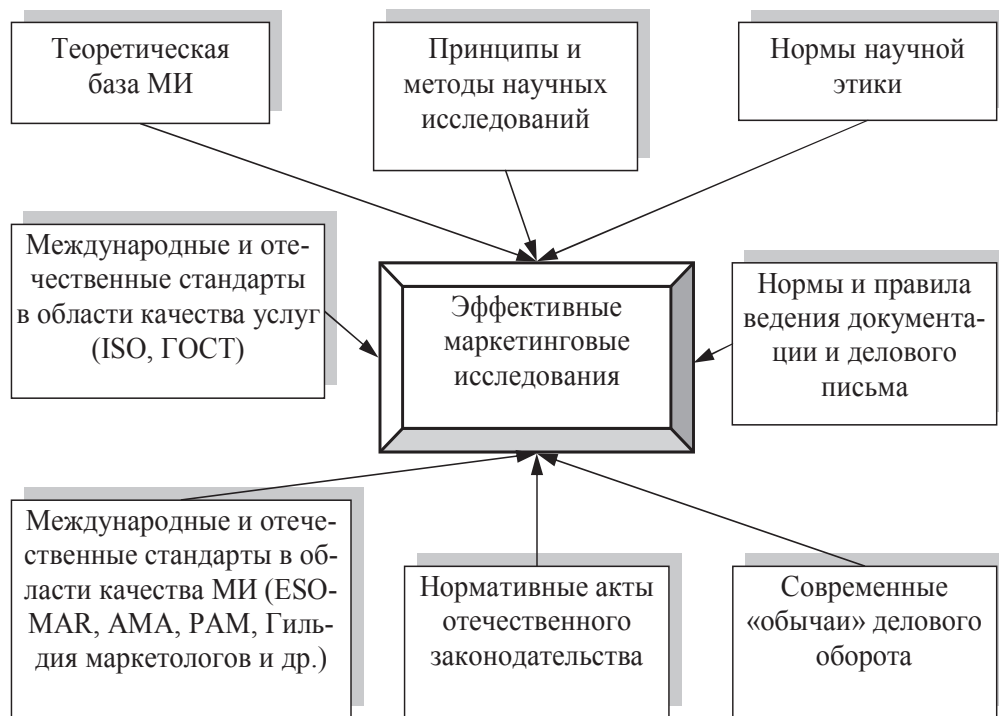 Теоретическая
база МИ
Принципы и
методы научных
исследований
Нормы научной
этики
Международные и оте-
чественные стандарты
в области качества услуг
(ISO, ГОСТ)
Эффективные
маркетинговые
исследования
Нормы и правила
ведения документа-
ции и делового
письма
Международные и отече-
ственные стандарты в об-
ласти качества МИ (ESO-
MAR, AMA, РАМ, Гиль-
дия маркетологов и др.)
Нормативные акты
отечественного
законодательства
Современные
«обычаи» делового
оборота